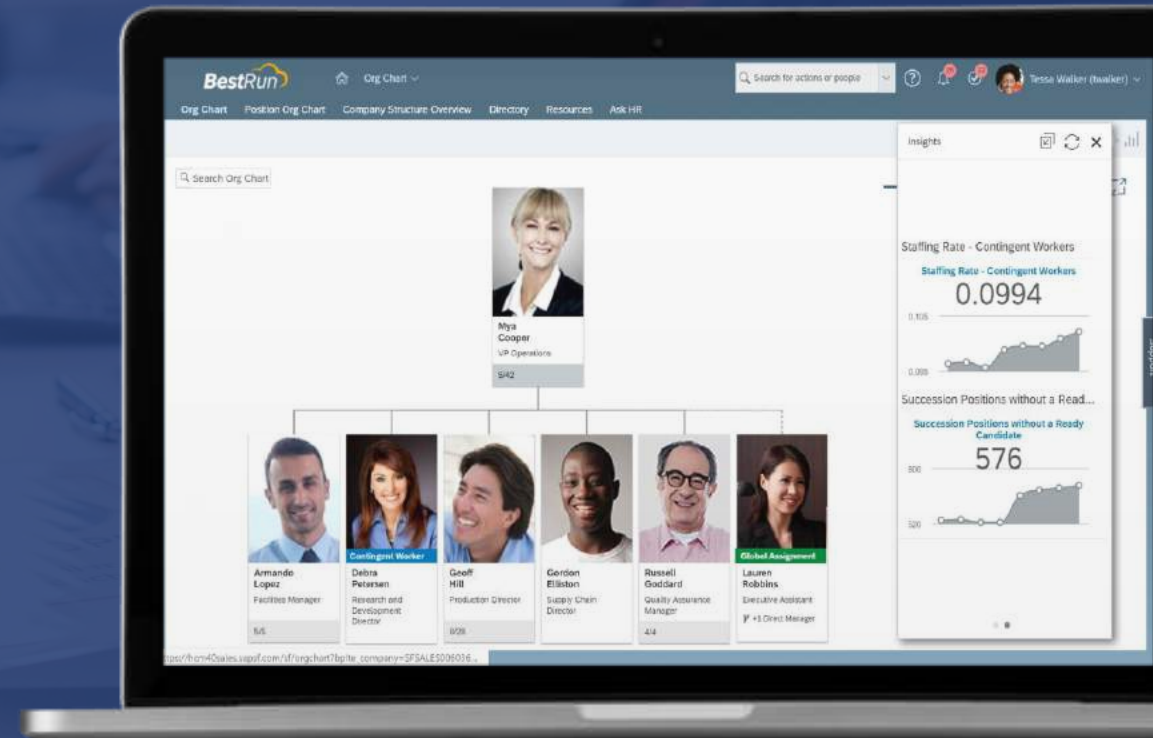 BestRun
Org Chart
Search for actions or people
Tessa Walker (twalker)
Org Chart Position Org Chart Company Structure Overview Directory Resources Ask HR
Search Org Chart
Mya
Cooper
VP Operations
5/42
Armando
Lopez
Facilities Manager
5/5
Contingent Worker
Debra
Petersen
Research and
Development
Director
Geoff
Hill
Production Director
Gordon
Elliston
Supply Chain
Director
Russell
Goddard
Quality Assurance
Manager
4/4
Global Assignment
Lauren
Robbins
Executive Assistant
+1 Direct Manager
Insights
Staffing Rate - Contingent Workers
Staffing Rate - Contingent Workers
0.0994
Succession Positions without a Read...
Succession Positions without a Ready
Candidate
576
520
Support